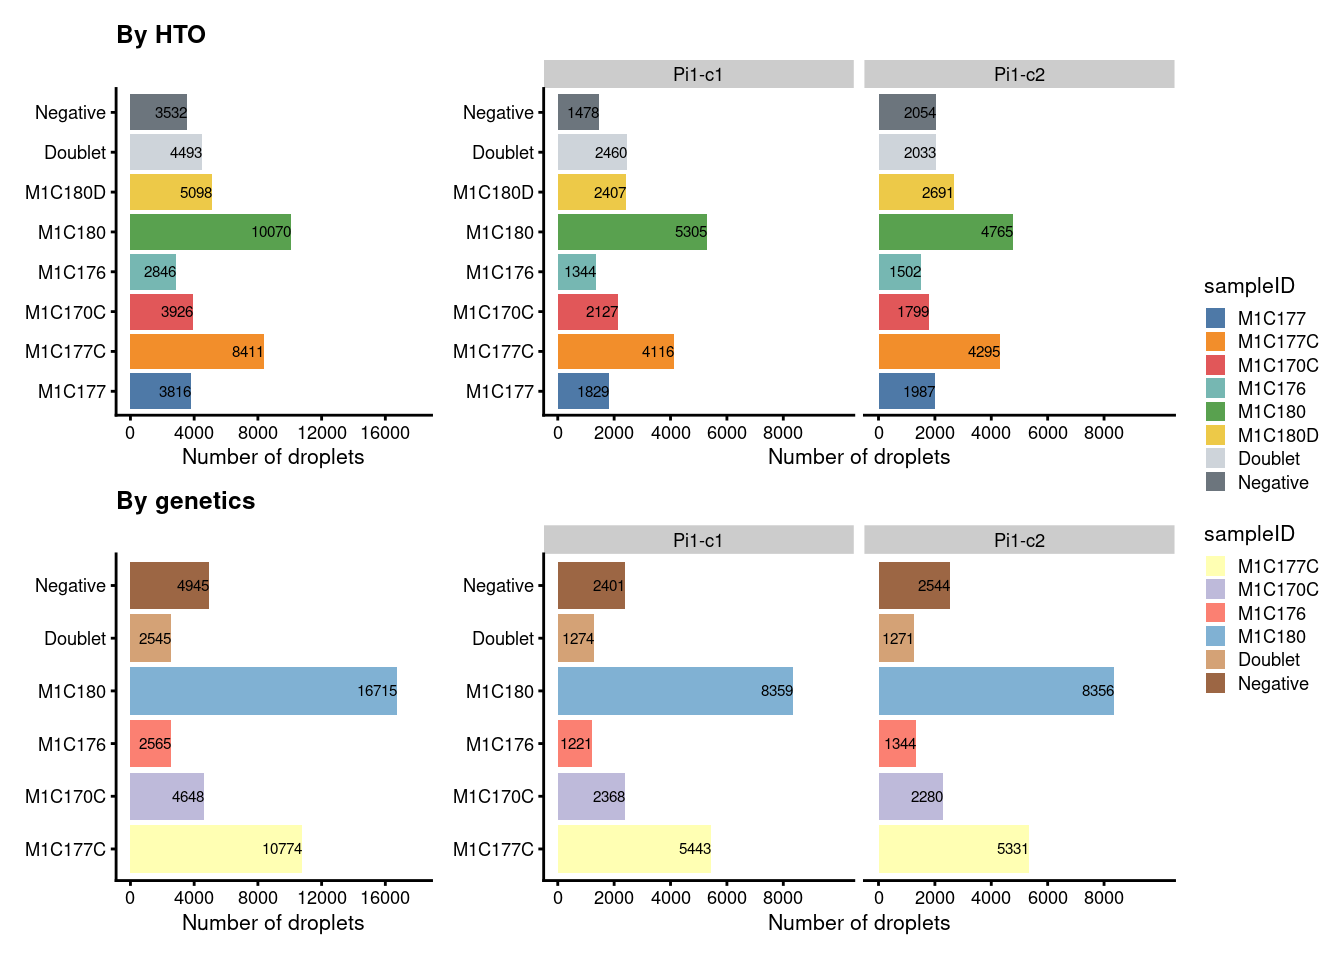 By HTO
Negative 3532
Doublet 4493
M1C180D 5098
M1C180 10070
M1C176 2846
M1C170C 3926
M1C177C 8411
M1C177 3816
0 4000 8000 12000 16000
Number of droplets
Pi1-c1 Pi1-c2
Negative 1478 2054
Doublet 2460 2033
M1C180D 2407 2691
M1C180 5305 4765
M1C176 1344 1502
M1C170C 2127 1799
M1C177C 4116 4295
M1C177 1829 1987
0 2000 4000 6000 8000 0 2000 4000 6000 8000
Number of droplets
sampleID
M1C177
M1C177C
M1C170C
M1C176
M1C180
M1C180D
Doublet
Negative
By genetics
Negative 4945
Doublet 2545
M1C180 16715
M1C176 2565
M1C170C 4648
M1C177C 10774
0 4000 8000 12000 16000
Number of droplets
Pi1-c1 Pi1-c2
Negative 2401 2544
Doublet 1274 1271
M1C180 8359 8356
M1C176 1221 1344
M1C170C 2368 2280
M1C177C 5443 5331
0 2000 4000 6000 8000 0 2000 4000 6000 8000
Number of droplets
sampleID
M1C177C
M1C170C
M1C176
M1C180
Doublet
Negative